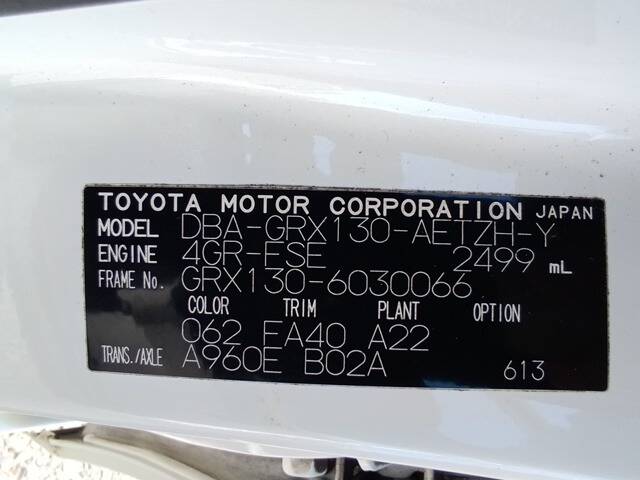 TOYOTA MOTOR CORPORATION JAPAN
MODEL DBA-GRX130-AETZH-Y
ENGINE 4GR-FSE 2499 mL
FRAME No. GRX130-6030066
COLOR TRIM PLANT OPTION
062 FA40 A22
TRANS./AXLE A960E B02A 613